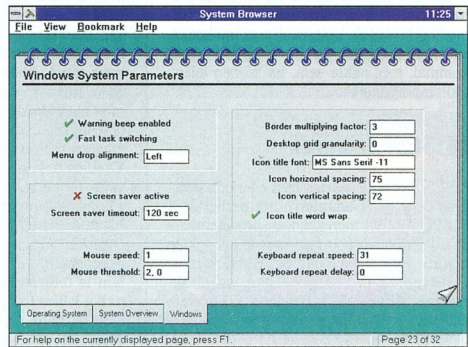 System Browser 11:25
File View Bookmark Help
Windows System Parameters
Warning beep enabled
Fast task switching
Menu drop alignment: Left
Screen saver active
Screen saver timeout: 120 sec
Mouse speed: 1
Mouse threshold: 2, 0
Border multiplying factor: 3
Desktop grid granularity: 0
Icon title font: MS Sans Serif -11
Icon horizontal spacing: 75
Icon vertical spacing: 72
Icon title word wrap
Keyboard repeat speed: 31
Keyboard repeat delay: 0
Operating System System Overview Windows
For help on the currently displayed page, press F1. Page 23 of 32